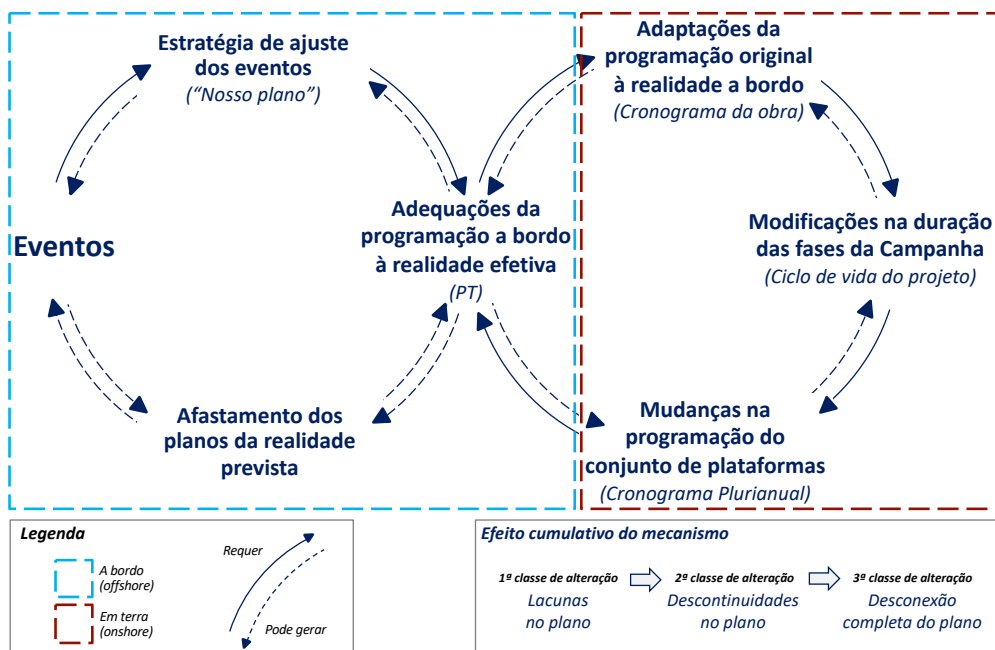 Estratégia de ajuste
dos eventos
(“Nosso plano”)
Adaptações da
programação original
à realidade a bordo
(Cronograma da obra)
Eventos
Adequações da
programação a bordo
à realidade efetiva
(PT)
Modificações na duração
das fases da Campanha
(Ciclo de vida do projeto)
Afastamento dos
planos da realidade
prevista
Mudanças na
programação do
conjunto de plataformas
(Cronograma Plurianual)
Legenda
A bordo
(offshore)
Em terra
(onshore)
Requer
Pode gerar
Efeito cumulativo do mecanismo
1ª classe de alteração
Lacunas
no plano
2ª classe de alteração
Descontinuidades
no plano
3ª classe de alteração
Desconexão
completa do plano